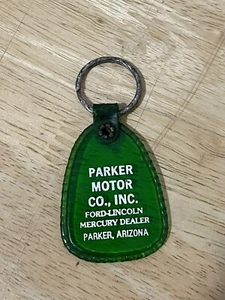 PARKER
MOTOR
CO., INC.
FORD-LINCOLN
MERCURY DEALER
PARKER, ARIZONA